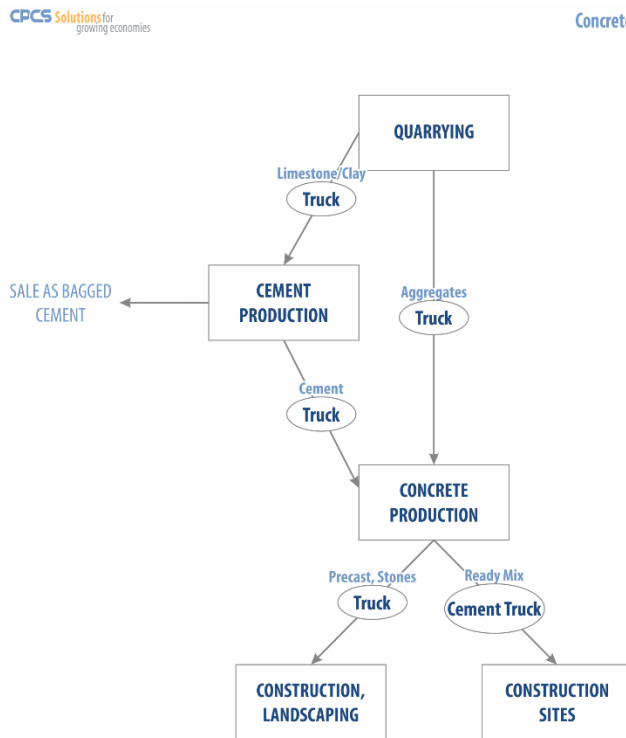 CPCS Solutions for
growing economies
Concrete
QUARRYING
Limestone/Clay
Truck
SALE AS BAGGED
CEMENT
CEMENT
PRODUCTION
Aggregates
Truck
Cement
Truck
CONCRETE
PRODUCTION
Precast, Stones
Truck
Ready Mix
Cement Truck
CONSTRUCTION,
LANDSCAPING
CONSTRUCTION
SITES